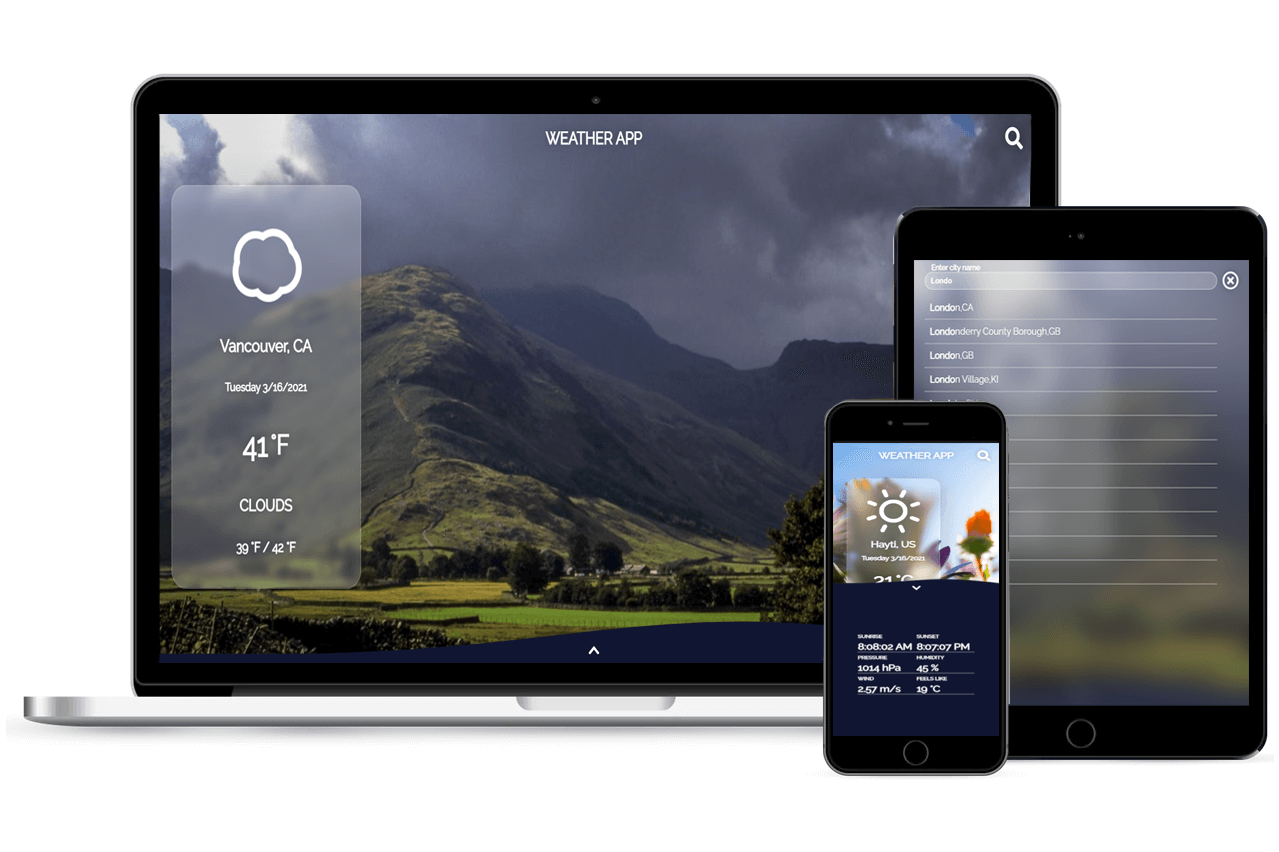 WEATHER APP
Vancouver, CA
Tuesday 3/16/2021
41 °F
CLOUDS
39 °F / 42 °F
Enter city name
Londo
London,CA
Londonderry County Borough,GB
London,GB
London Village,KI
WEATHER APP
Hayti, US
Tuesday 3/16/2021
21 °C
SUNRISE SUNSET
8:08:02 AM 8:07:07 PM
PRESSURE HUMIDITY
1014 hPa 45 %
WIND FEELS LIKE
2.57 m/s 19 °C